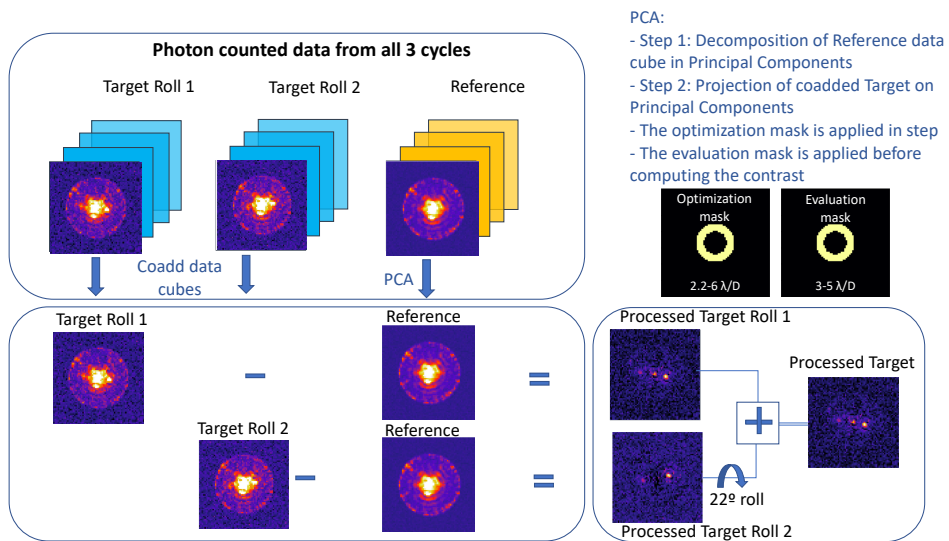 Photon counted data from all 3 cycles
Target Roll 1
Target Roll 2
Reference
Coadd data
cubes
PCA
PCA:
- Step 1: Decomposition of Reference data
cube in Principal Components
- Step 2: Projection of coadded Target on
Principal Components
- The optimization mask is applied in step
- The evaluation mask is applied before
computing the contrast
Optimization
mask
2.2-6 λ/D
Evaluation
mask
3-5 λ/D
Target Roll 1
Reference
–
=
Target Roll 2
Reference
–
=
Processed Target Roll 1
Processed Target
+
22º roll
Processed Target Roll 2